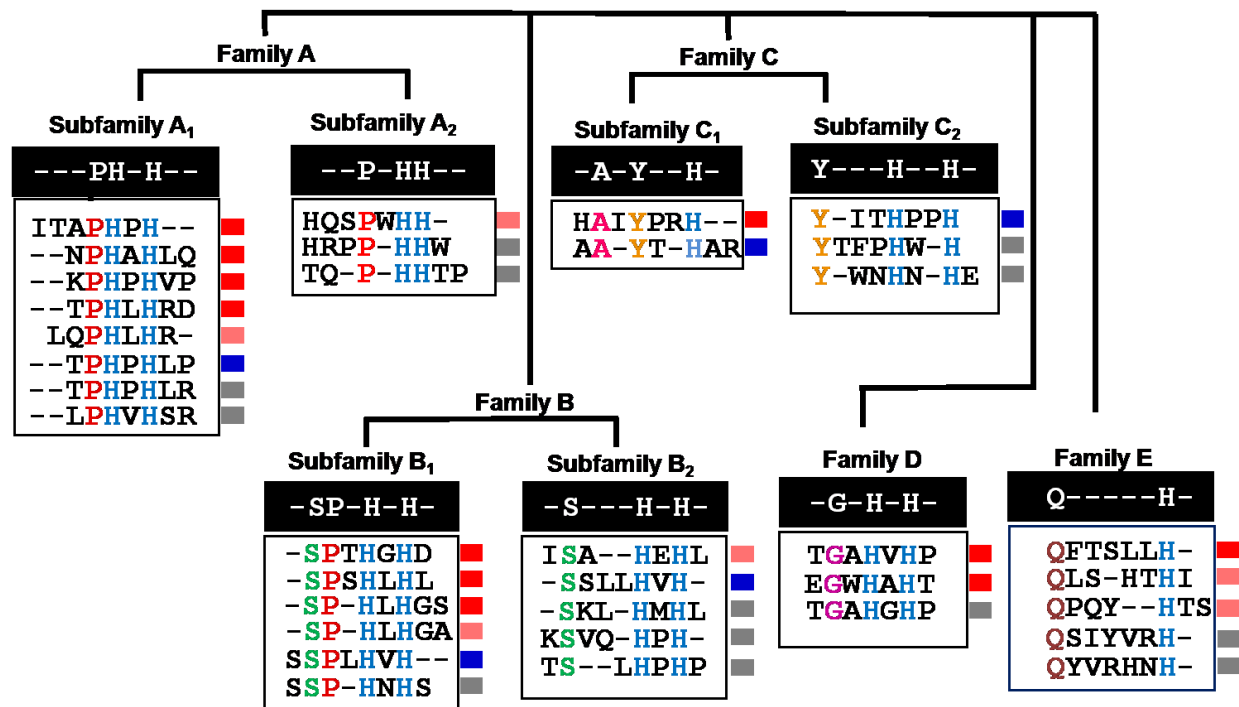 Family A
Subfamily A1
---PH-H--
ITAPHPH--
--NPHAHLQ
--KPHPHVP
--TPHLHRD
LQPHLHR-
--TPHPHLP
--TPHPHLR
--LPHVHSR
Subfamily A2
--P-HH--
HQSPWHH-
HRPP-HHW
TQ-P-HHTP
Family C
Subfamily C1
-A-Y--H-
HAIYPRH--
AA-YT-HAR
Subfamily C2
Y---H--H-
Y-ITHPPH
YTFPHW-H
Y-WNHN-HE
Family B
Subfamily B1
-SP-H-H-
-SPTHGHD
-SPSHLHL
-SP-HLHGS
-SP-HLHGA
SSPLHVH--
SSP-HNHS
Subfamily B2
-S---H-H-
ISA--HEHL
-SSLLHVH-
-SKL-HMHL
KSVQ-HPH-
TS--LHPHP
Family D
-G-H-H-
TGAHVHP
EGWHAHT
TGAHGHP
Family E
Q-----H-
QFTSLLH-
QLS-HTHI
QPQY--HTS
QSIYVRH-
QYVRHNH-